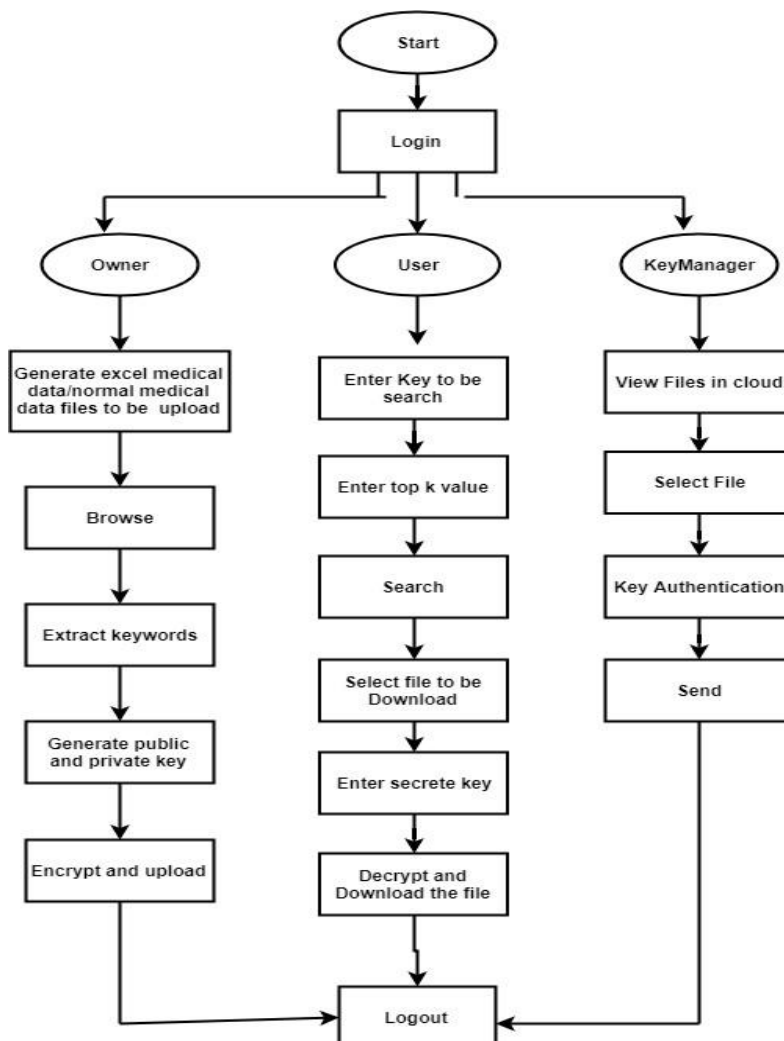 Start
Login
Owner
User
KeyManager
Generate excel medical
data/normal medical
data files to be upload
Browse
Extract keywords
Generate public
and private key
Encrypt and upload
Enter Key to be
search
Enter top k value
Search
Select file to be
Download
Enter secrete key
Decrypt and
Download the file
View Files in cloud
Select File
Key Authentication
Send
Logout